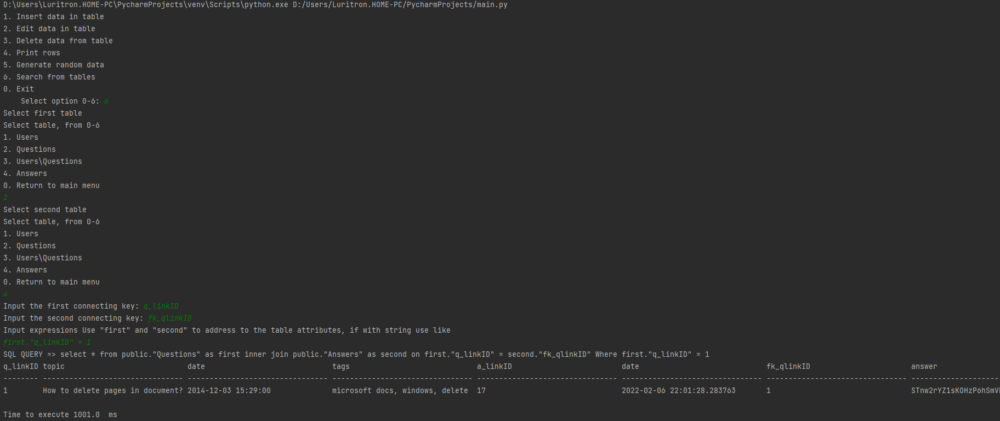 D:\Users\Luritron.HOME-PC\PycharmProjects\venv\Scripts\python.exe D:/Users/Luritron.HOME-PC/PycharmProjects/main.py
1. Insert data in table
2. Edit data in table
3. Delete data from table
4. Print rows
5. Generate random data
6. Search from tables
0. Exit
    Select option 0-6: 6
Select first table
Select table, from 0-6
1. Users
2. Questions
3. Users\Questions
4. Answers
0. Return to main menu
2
Select second table
Select table, from 0-6
1. Users
2. Questions
3. Users\Questions
4. Answers
0. Return to main menu
4
Input the first connecting key: q_linkID
Input the second connecting key: fk_qlinkID
Input expressions Use "first" and "second" to address to the table attributes, if with string use like
first."q_linkID" = 1
SQL QUERY => select * from public."Questions" as first inner join public."Answers" as second on first."q_linkID" = second."fk_qlinkID" Where first."q_linkID" = 1
q_linkID topic                            date                             tags                             a_linkID                         date                             fk_qlinkID                       answer
-------- -------------------------------- -------------------------------- -------------------------------- -------------------------------- -------------------------------- -------------------------------- --------------------
1        How to delete pages in document? 2014-12-03 15:29:00              microsoft docs, windows, delete  17                               2022-02-06 22:01:28.283763       1                                STnw2rYZ1sKOHzP6hSmV
Time to execute 1001.0  ms